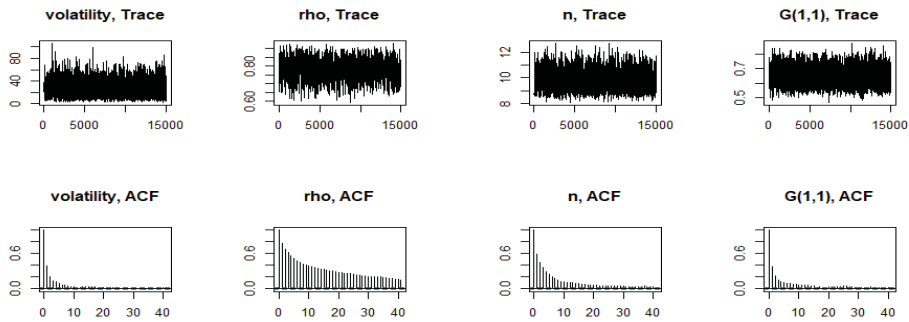 volatility, Trace
rho, Trace
n, Trace
G(1,1), Trace
0 40 80
0.60 0.80
8 10 12
0.5 0.7
0 5000 15000
0 5000 15000
0 5000 15000
0 5000 15000
volatility, ACF
rho, ACF
n, ACF
G(1,1), ACF
0.0 0.6
0.0 0.6
0.0 0.6
0.0 0.6
0 10 20 30 40
0 10 20 30 40
0 10 20 30 40
0 10 20 30 40